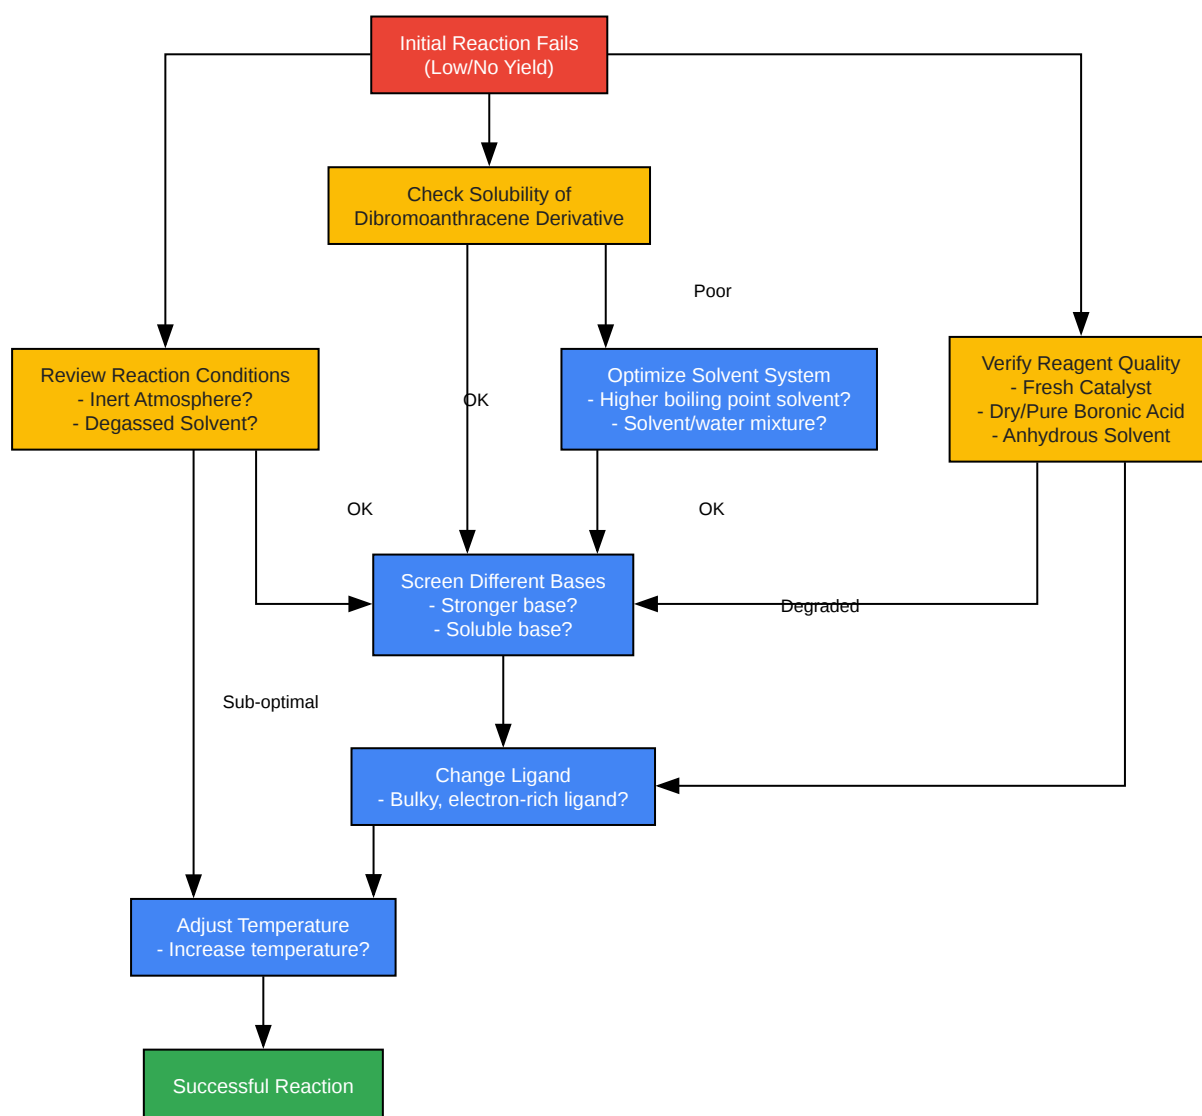 Initial Reaction Fails
(Low/No Yield)
Check Solubility of
Dibromoanthracene Derivative
Poor
Review Reaction Conditions
- Inert Atmosphere?
- Degassed Solvent?
OK
Optimize Solvent System
- Higher boiling point solvent?
- Solvent/water mixture?
Verify Reagent Quality
- Fresh Catalyst
- Dry/Pure Boronic Acid
- Anhydrous Solvent
OK
OK
Screen Different Bases
- Stronger base?
- Soluble base?
Degraded
Sub-optimal
Change Ligand
- Bulky, electron-rich ligand?
Adjust Temperature
- Increase temperature?
Successful Reaction